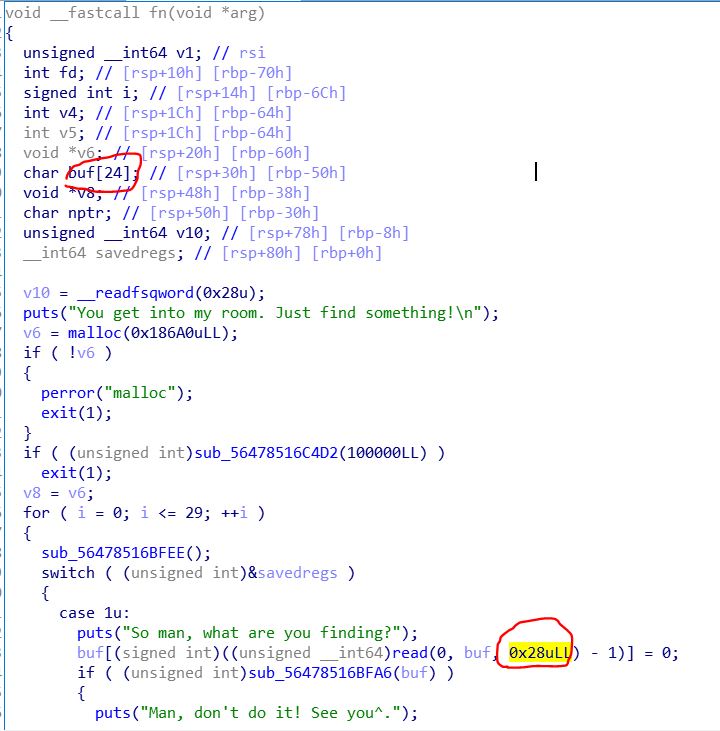 void __fastcall fn(void *arg)
{
  unsigned __int64 v1; // rsi
  int fd; // [rsp+10h] [rbp-70h]
  signed int i; // [rsp+14h] [rbp-6Ch]
  int v4; // [rsp+1Ch] [rbp-64h]
  int v5; // [rsp+1Ch] [rbp-64h]
  void *v6; // [rsp+20h] [rbp-60h]
  char buf[24]; // [rsp+30h] [rbp-50h]
  void *v8; // [rsp+48h] [rbp-38h]
  char nptr; // [rsp+50h] [rbp-30h]
  unsigned __int64 v10; // [rsp+78h] [rbp-8h]
  __int64 savedregs; // [rsp+80h] [rbp+0h]

  v10 = __readfsqword(0x28u);
  puts("You get into my room. Just find something!\n");
  v6 = malloc(0x186A0uLL);
  if ( !v6 )
  {
    perror("malloc");
    exit(1);
  }
  if ( (unsigned int)sub_56478516C4D2(100000LL) )
    exit(1);
  v8 = v6;
  for ( i = 0; i <= 29; ++i )
  {
    sub_56478516BFEE();
    switch ( (unsigned int)&savedregs )
    {
      case 1u:
        puts("So man, what are you finding?");
        buf[(signed int)((unsigned __int64)read(0, buf, 0x28uLL) - 1)] = 0;
        if ( (unsigned int)sub_56478516BFA6(buf) )
        {
          puts("Man, don't do it! See you^.");